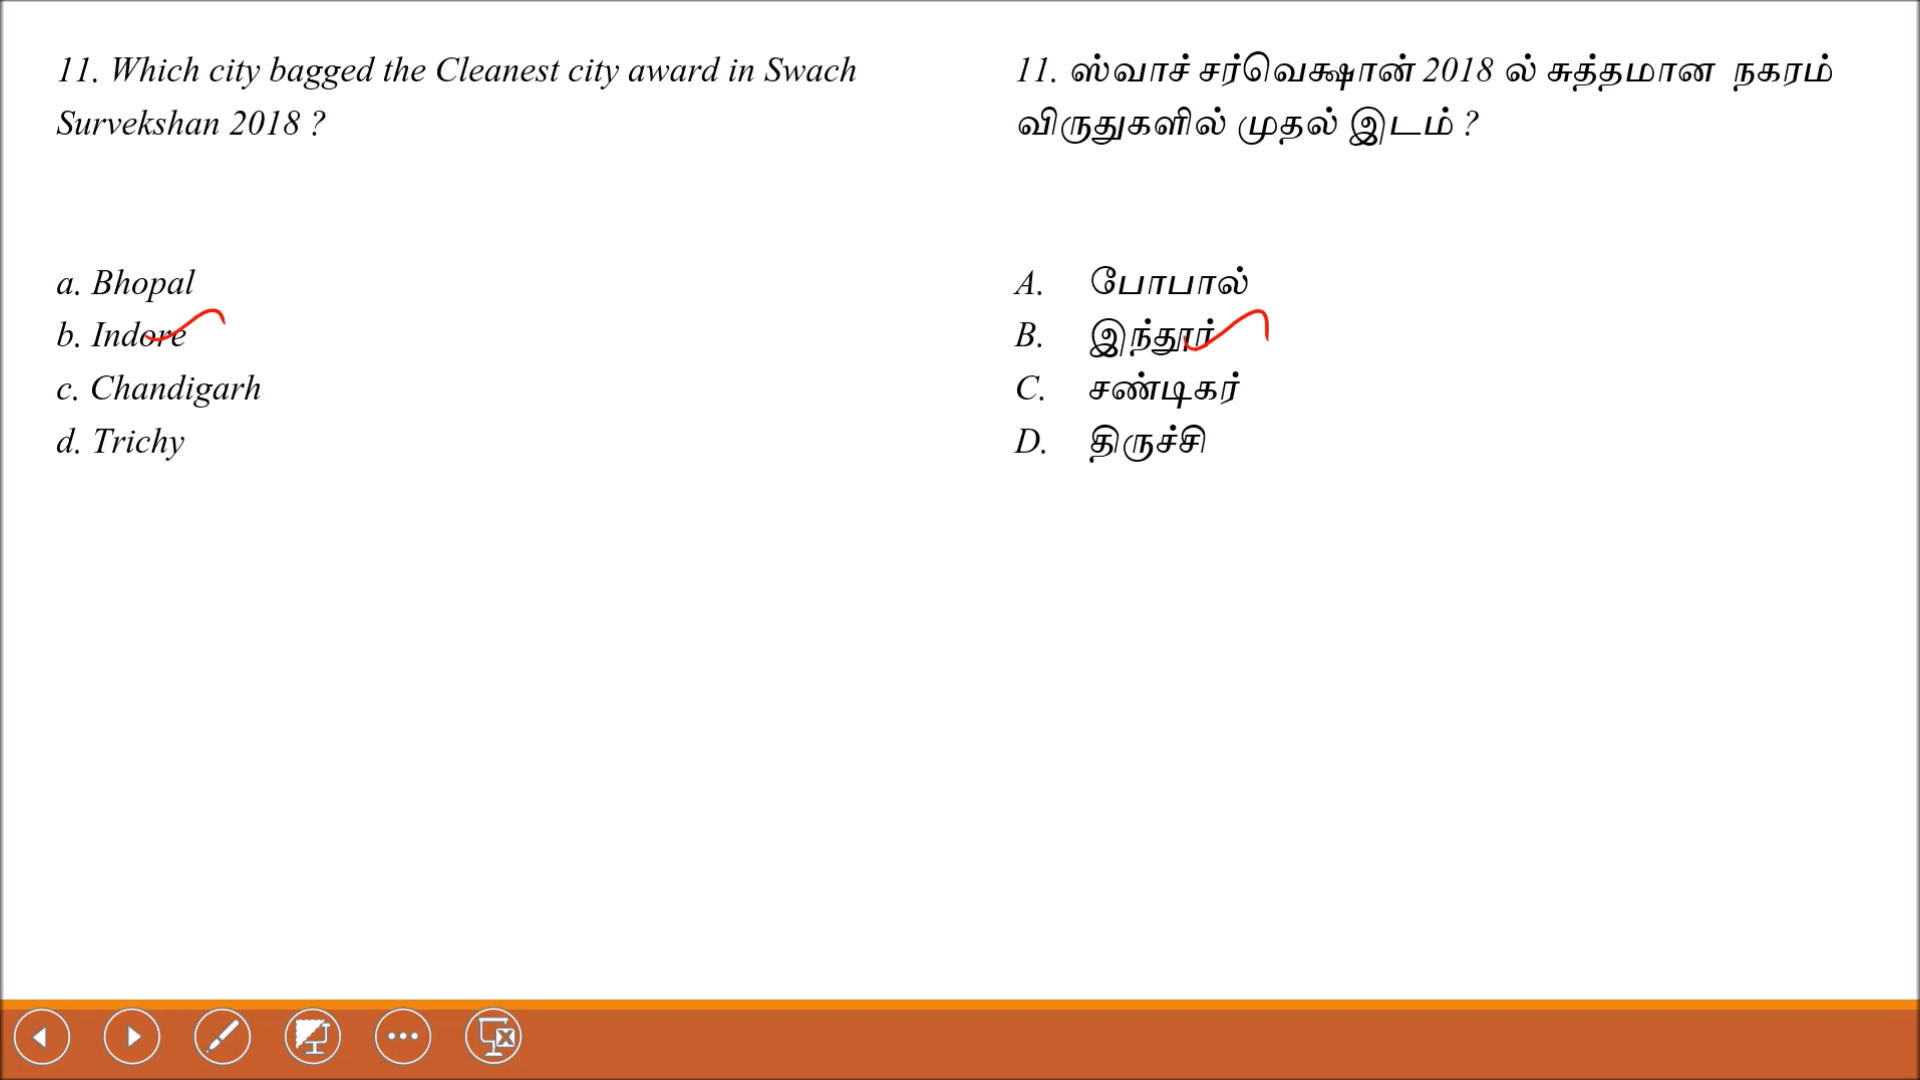 11. Which city bagged the Cleanest city award in Swach
Survekshan 2018 ?
a. Bhopal
b. Indore
c. Chandigarh
d. Trichy
11. ஸ்வாச் சர்வெக்ஷான் 2018 ல் சுத்தமான நகரம்
விருதுகளில் முதல் இடம் ?
A. போபால்
B. இந்தூர்
C. சண்டிகர்
D. திருச்சி